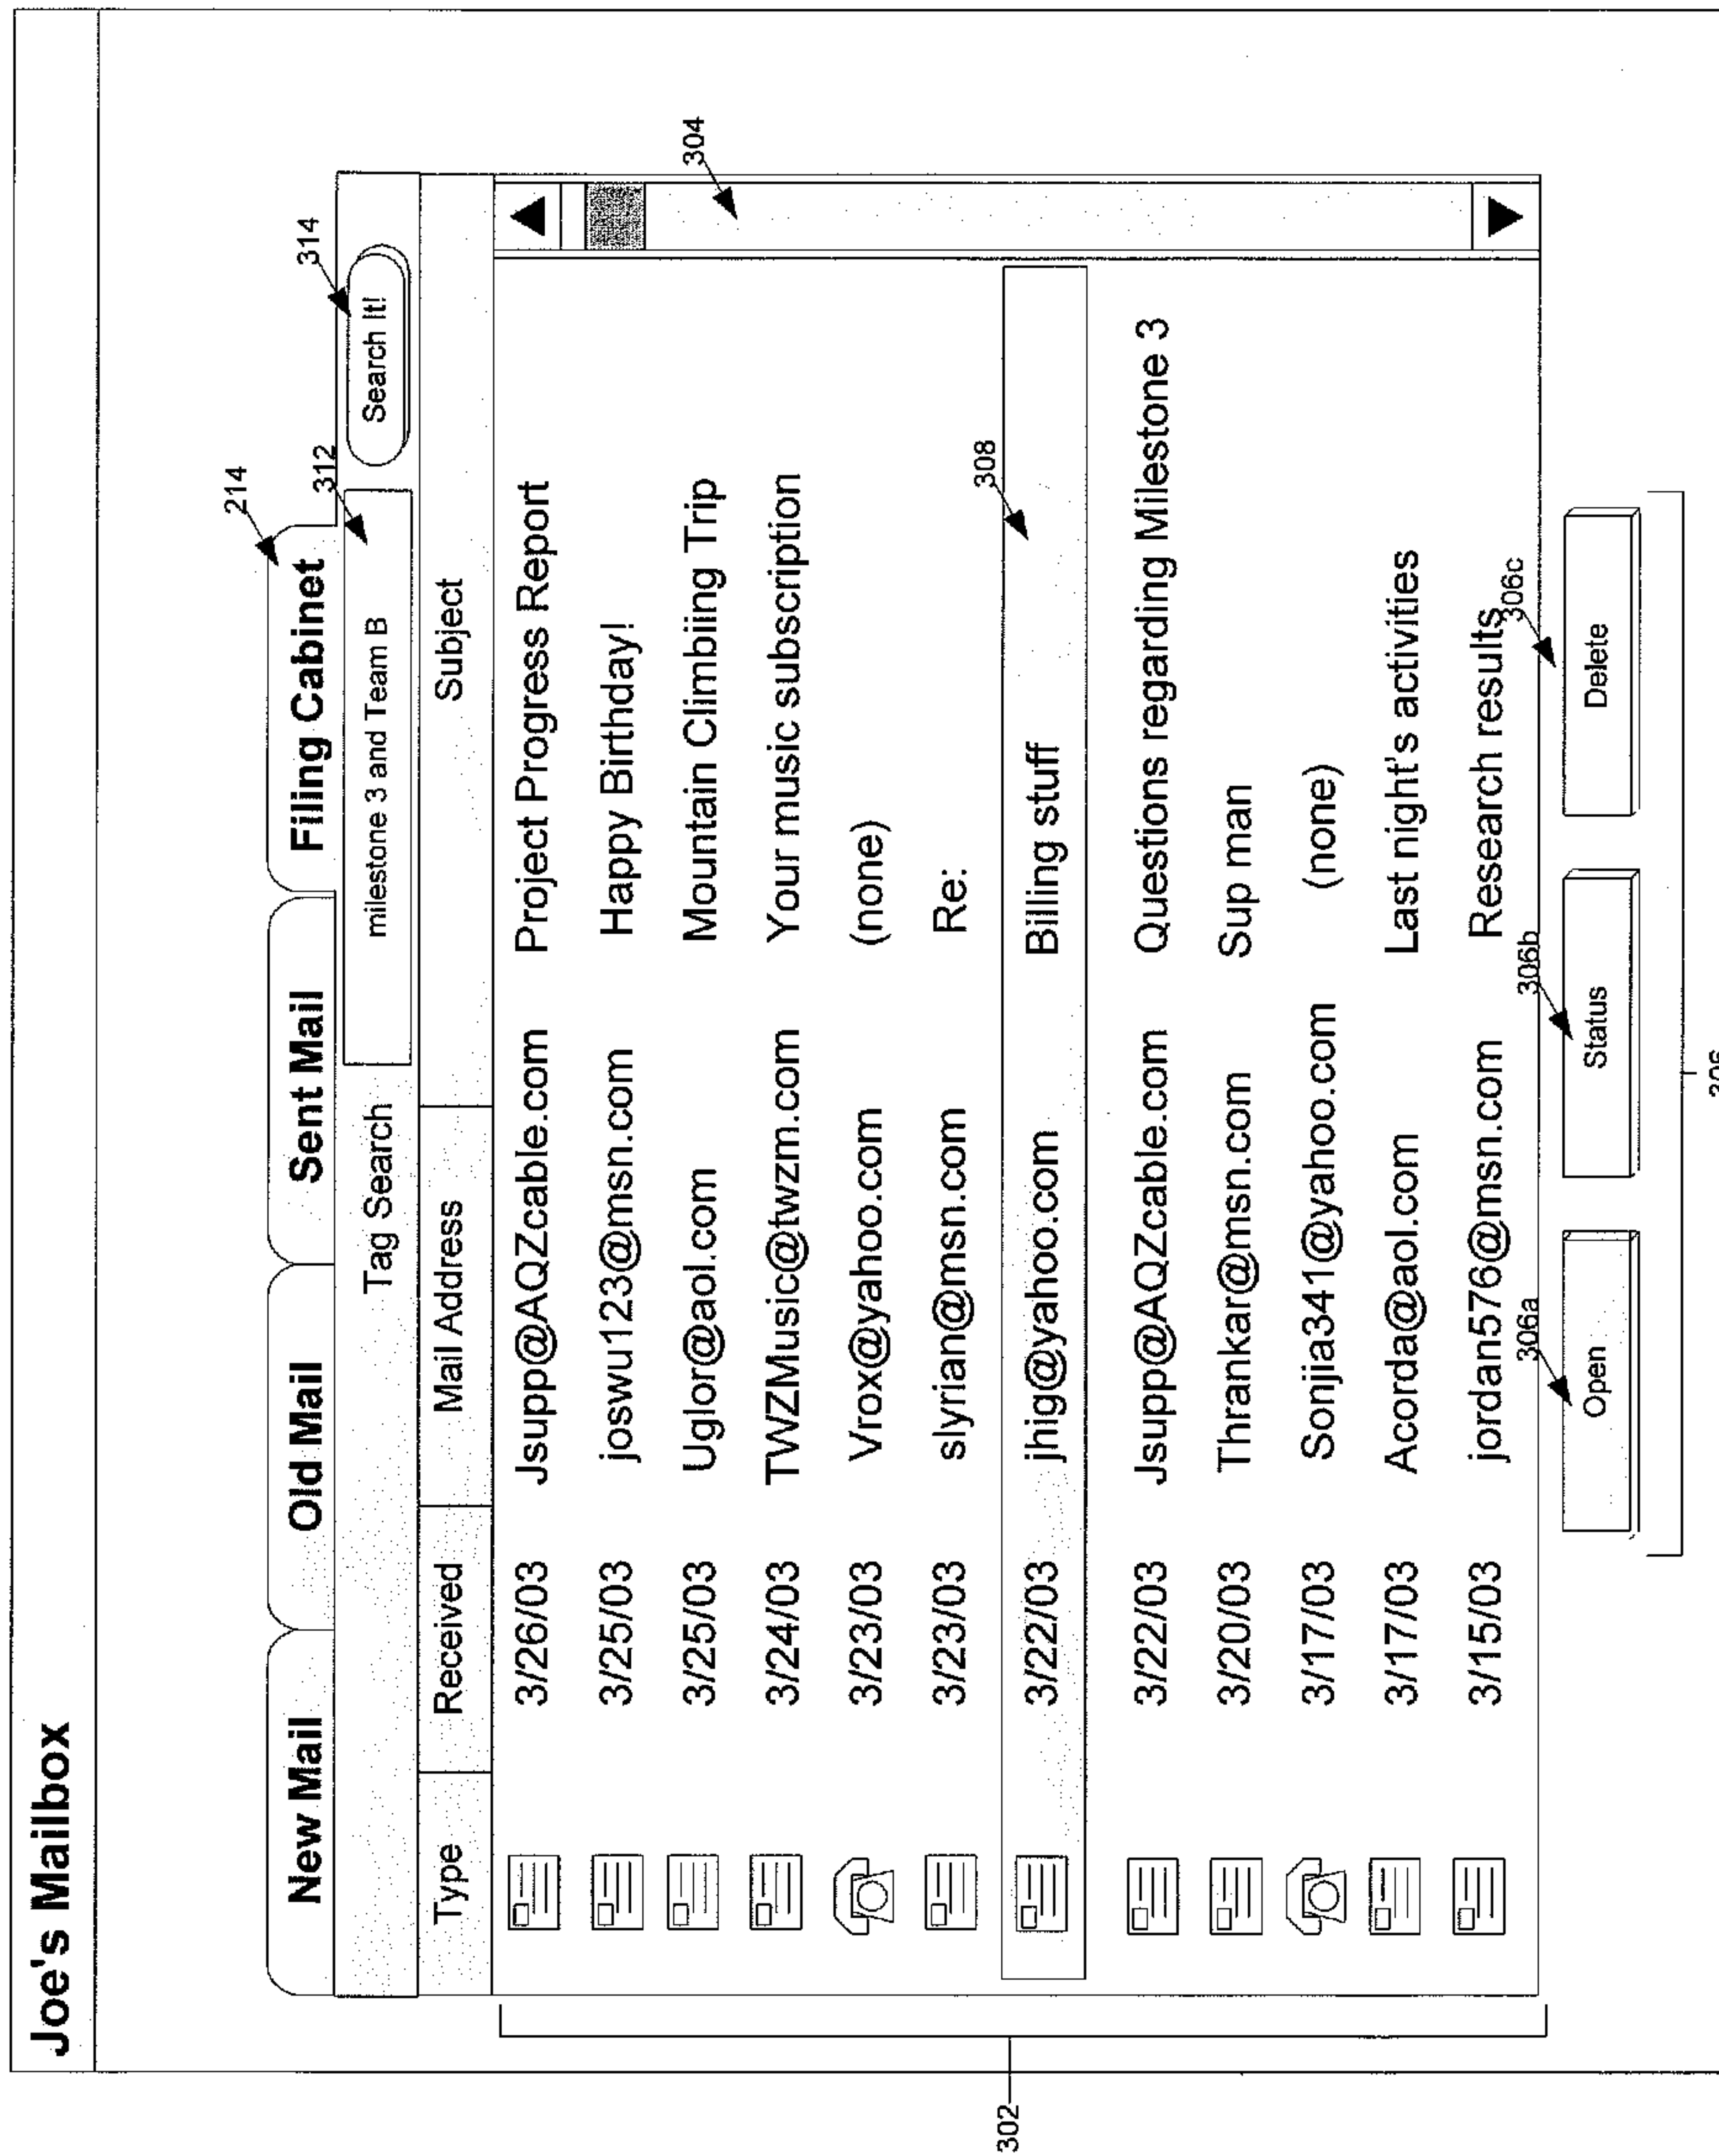 Joe's Mailbox
214
New Mail Old Mail Sent Mail Filing Cabinet
312 314
Tag Search milestone 3 and Team B Search It!
Type Received Mail Address Subject
3/26/03 Jsupp@AQZcable.com Project Progress Report
3/25/03 joswu123@msn.com Happy Birthday!
3/25/03 Uglor@aol.com Mountain Climbiing Trip
304
3/24/03 TWZMusic@twzm.com Your music subscription
3/23/03 Vrox@yahoo.com (none)
3/23/03 slyrian@msn.com Re:
308
302
3/22/03 jhig@yahoo.com Billing stuff
3/22/03 Jsupp@AQZcable.com Questions regarding Milestone 3
3/20/03 Thrankar@msn.com Sup man
3/17/03 Sonjia341@yahoo.com (none)
3/17/03 Acorda@aol.com Last night's activities
3/15/03 jordan576@msn.com Research results
306a 306b 306c
Open Status Delete
306